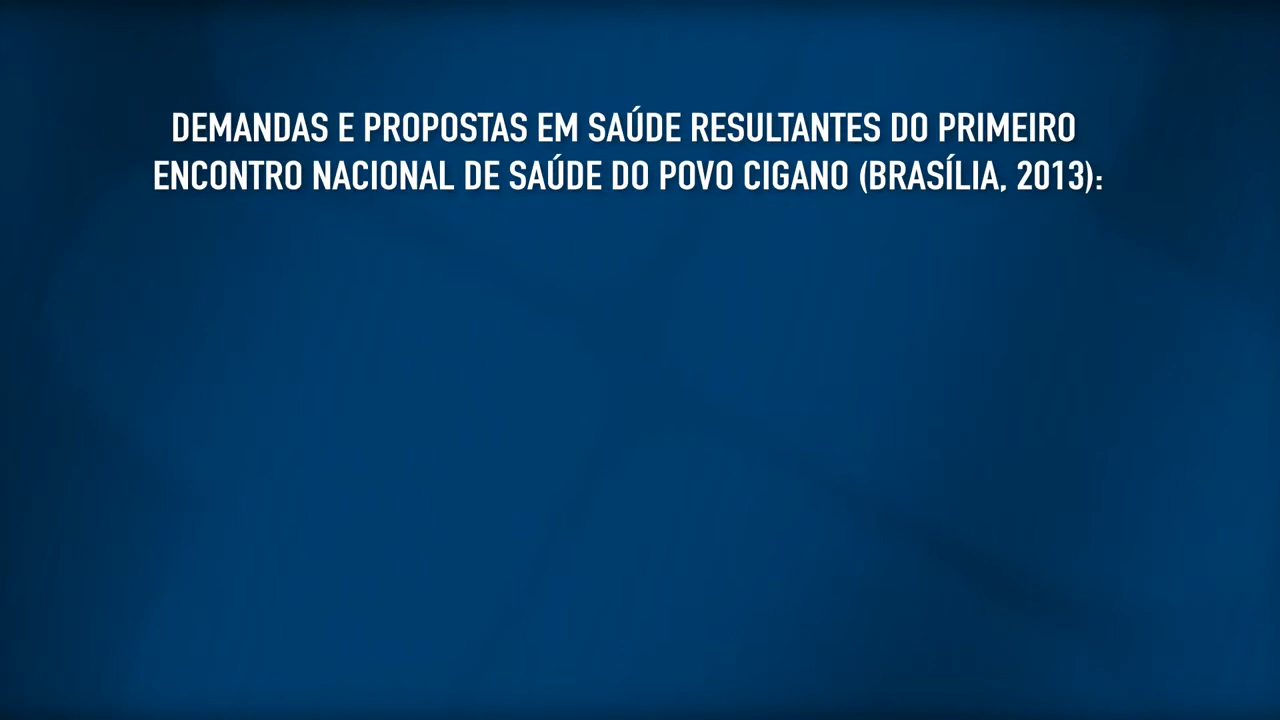 DEMANDAS E PROPOSTAS EM SAÚDE RESULTANTES DO PRIMEIRO
ENCONTRO NACIONAL DE SAÚDE DO POVO CIGANO (BRASÍLIA, 2013):